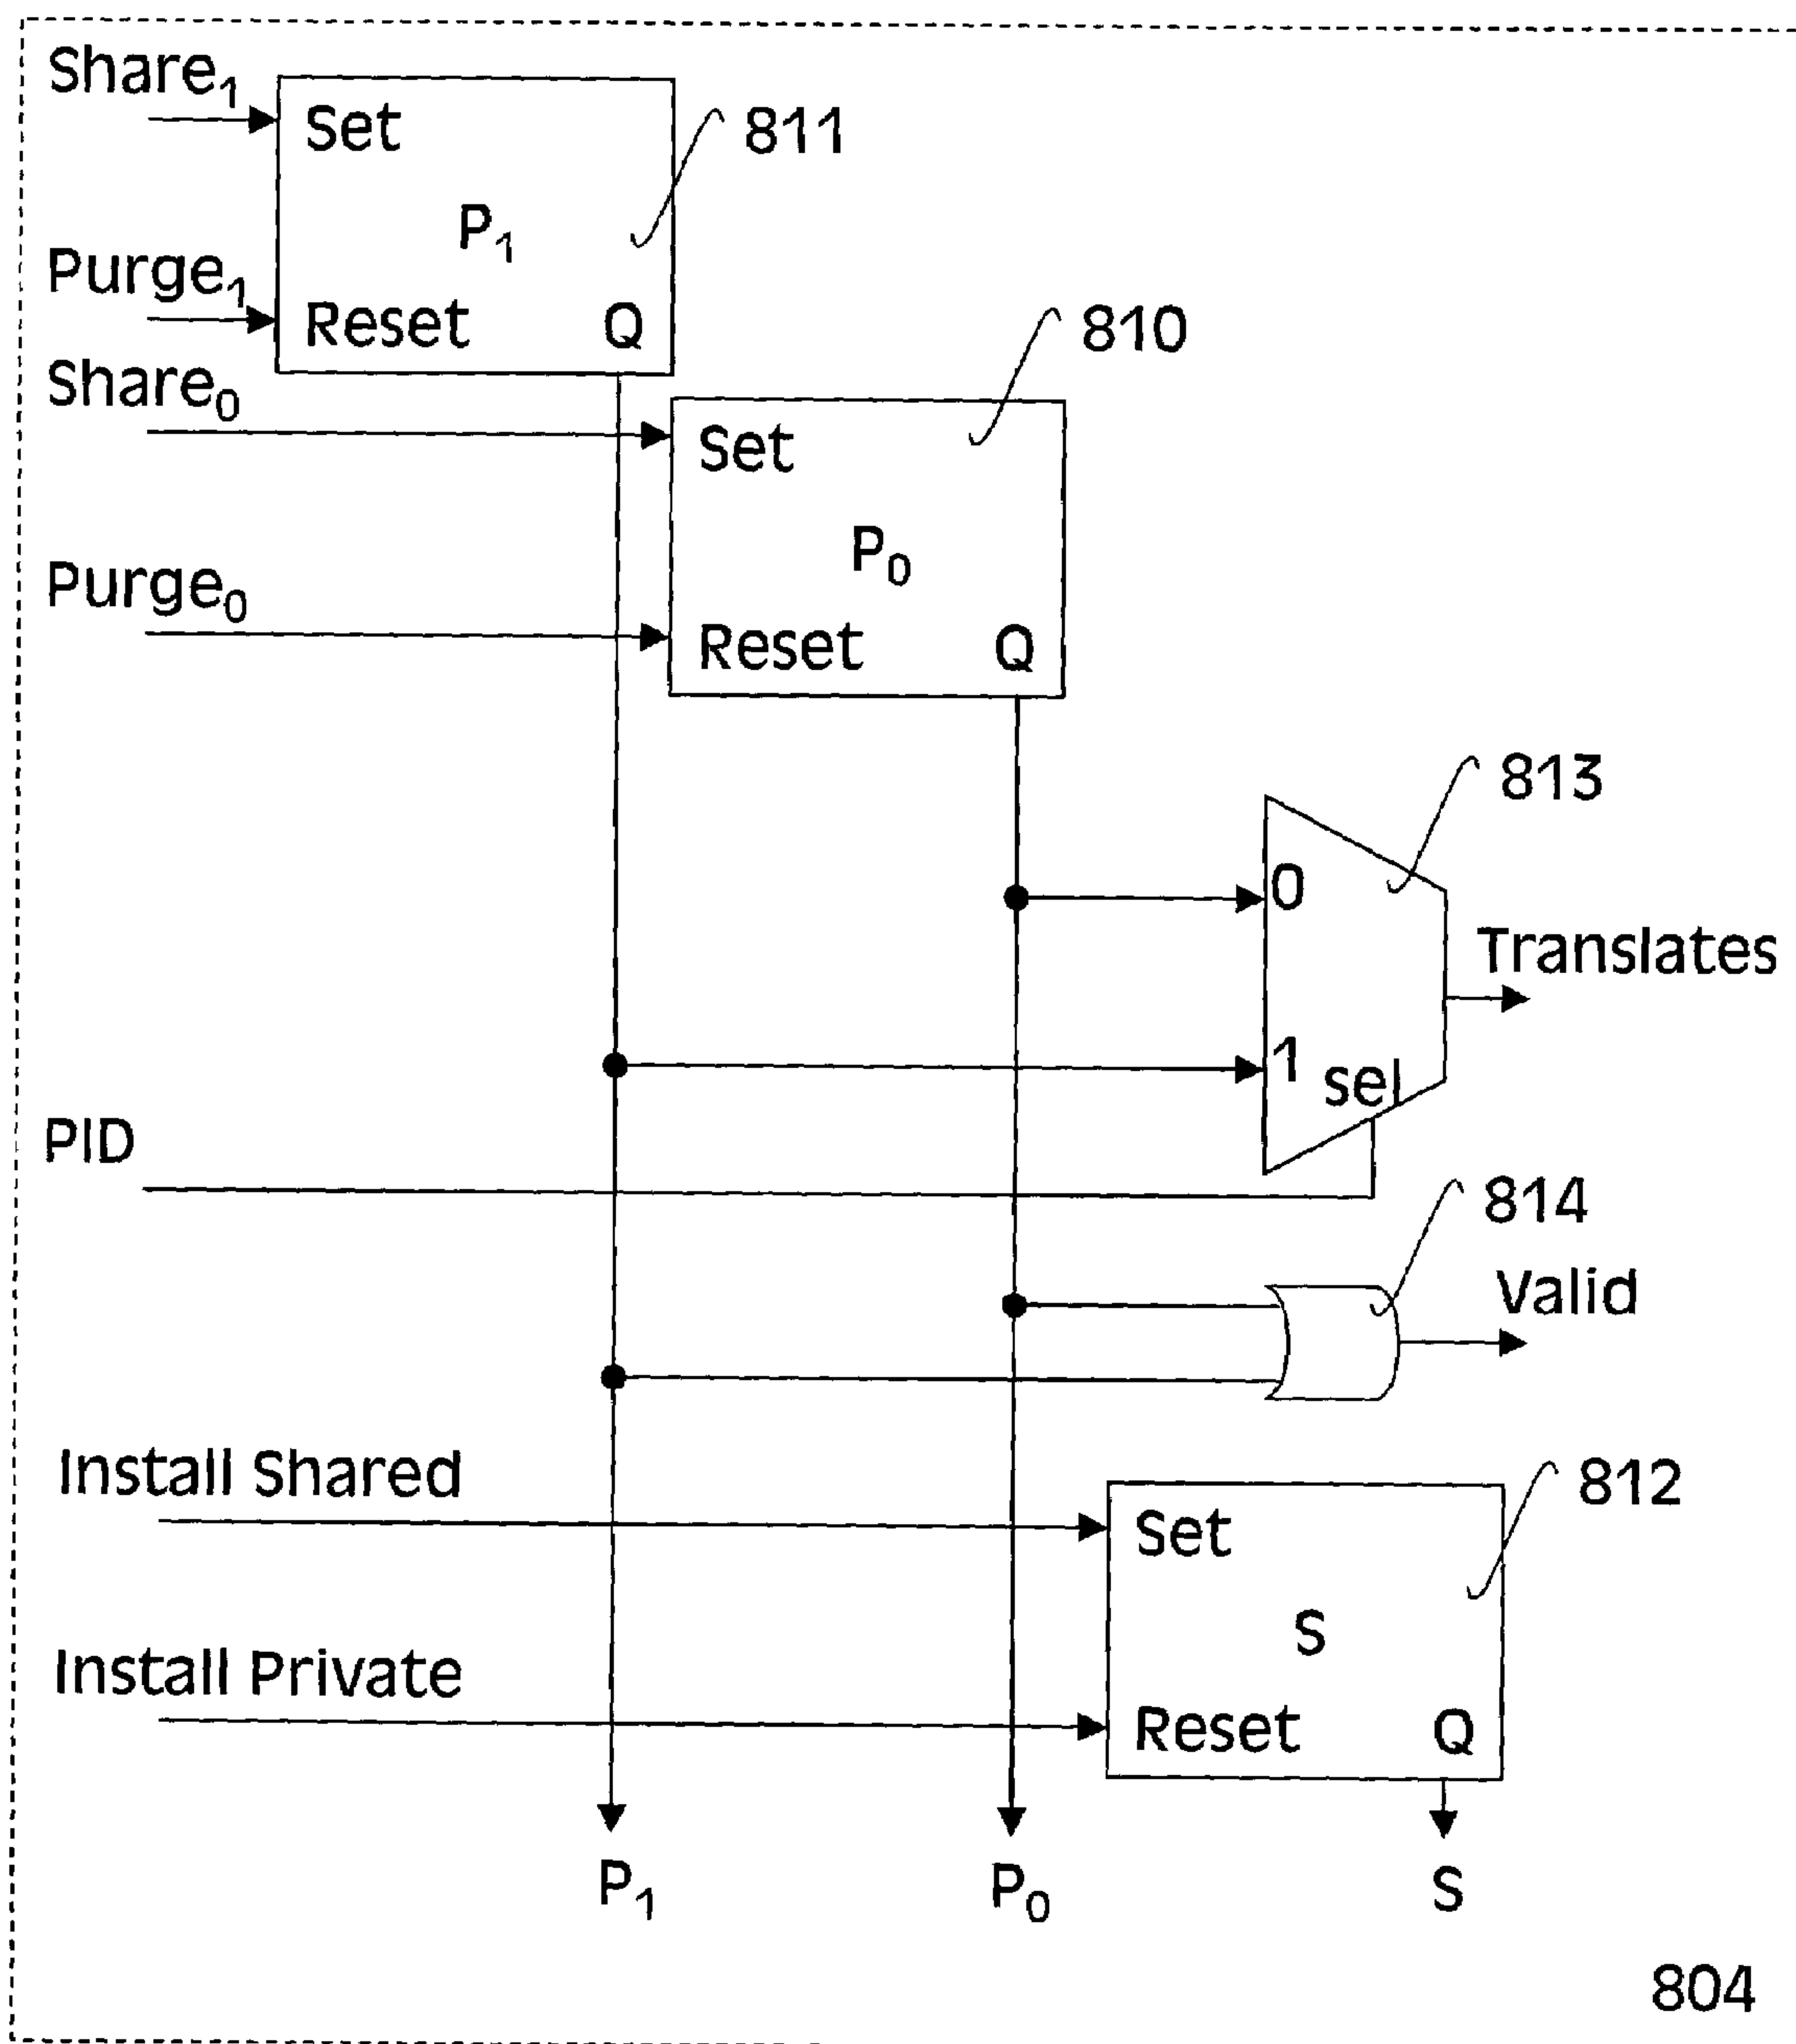 Share₁
Set
811
P₁
Purge₁
Reset Q
810
Share₀
Set
P₀
Purge₀
Reset Q
813
0
Translates
1 sel
PID
814
Valid
Install Shared
812
Set
S
Install Private
Reset Q
P₁ P₀ S
804